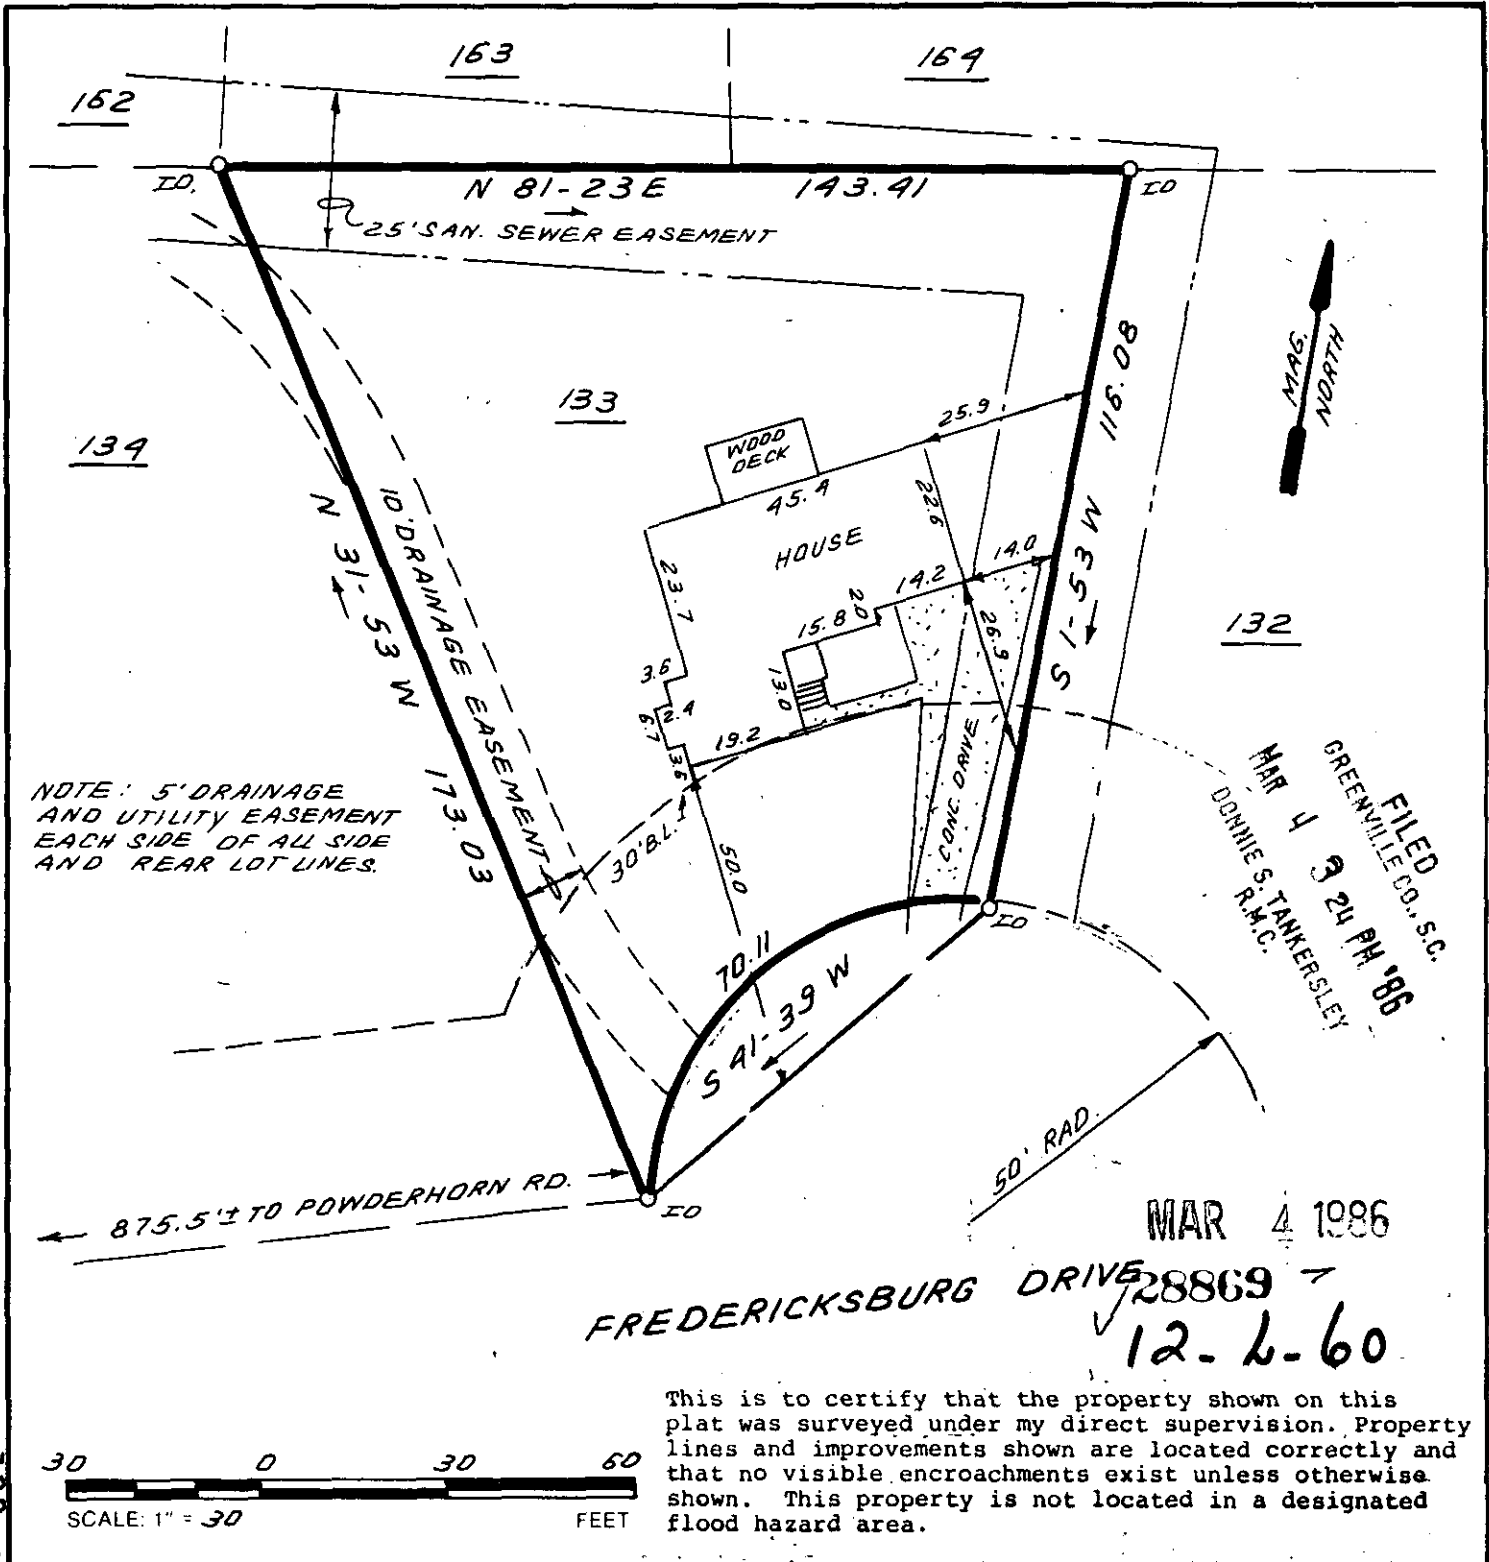 163
164
162
IO.
N 81-23 E 143.41
IO
25' SAN. SEWER EASEMENT
MAG. NORTH
116.08
S 1-53 W
133
134
132
25.9
WOOD
DECK
45.4
22.6
HOUSE
14.0
14.2
23.7
2.0
15.8
26.9
3.6
13.0
2.4
6.7
19.2
3.6
CONC. DRIVE
N 31-53 W
173.03
10' DRAINAGE EASEMENT
NOTE: 5' DRAINAGE
AND UTILITY EASEMENT
EACH SIDE OF ALL SIDE
AND REAR LOT LINES.
30' B.L.
50.0
70.11
S 41-39 W
IO
FILED
GREENVILLE CO., S.C.
MAR 4 3 24 PM '86
DONNIE S. TANKERSLEY
R.M.C.
50' RAD.
875.5'± TO POWDERHORN RD.
IO
MAR 4 1986
FREDERICKSBURG DRIVE
28869
12-L-60
This is to certify that the property shown on this
plat was surveyed under my direct supervision. Property
lines and improvements shown are located correctly and
that no visible encroachments exist unless otherwise
shown. This property is not located in a designated
flood hazard area.
30 0 30 60
SCALE: 1" = 30 FEET